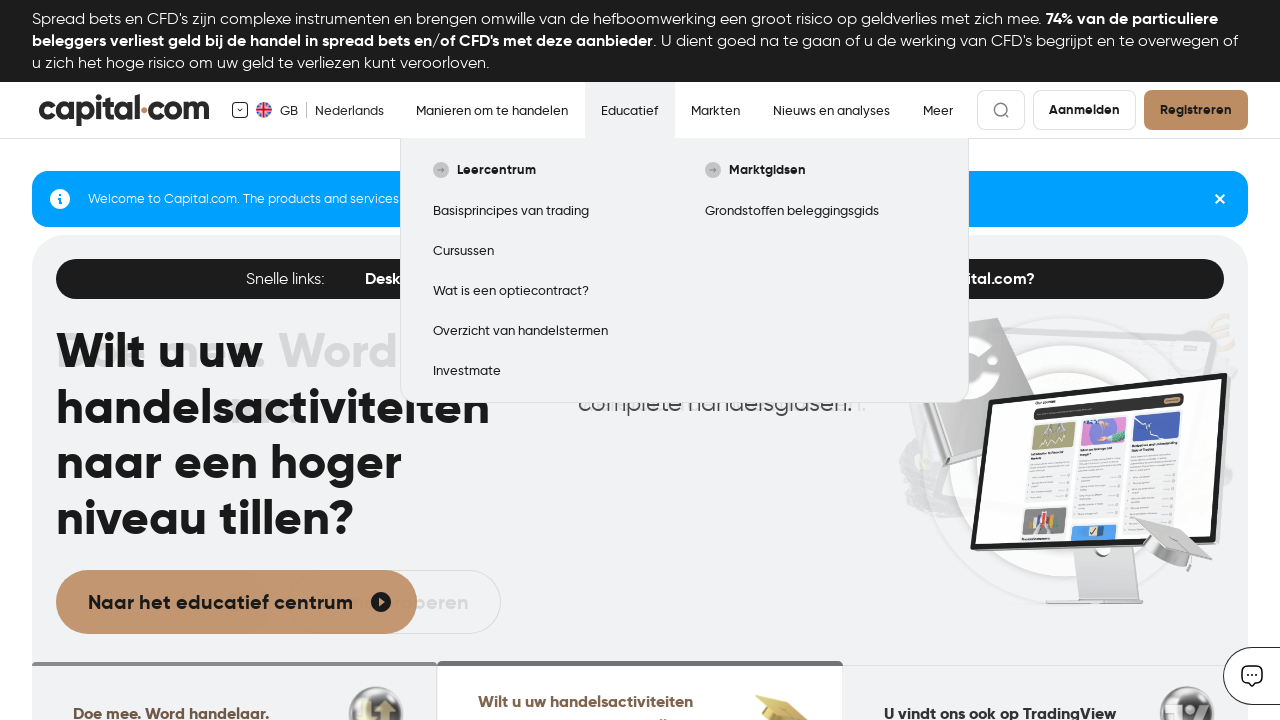 Spread bets en CFD's zijn complexe instrumenten en brengen omwille van de hefboomwerking een groot risico op geldverlies met zich mee. 74% van de particuliere
beleggers verliest geld bij de handel in spread bets en/of CFD's met deze aanbieder. U dient goed na te gaan of u de werking van CFD's begrijpt en te overwegen of
u zich het hoge risico om uw geld te verliezen kunt veroorloven.
capital.com
GB
Nederlands
Manieren om te handelen
Educatief
Markten
Nieuws en analyses
Meer
Aanmelden
Registreren
Leercentrum
Marktgidsen
Welcome to Capital.com. The products and services
Basisprincipes van trading
Grondstoffen beleggingsgids
Cursussen
Wat is een optiecontract?
Overzicht van handelstermen
Investmate
Snelle links:
Desk
ital.com?
Wilt u uw
handelsactiviteiten
naar een hoger
niveau tillen?
complete handelsgidsen.
Naar het educatief centrum
Doe mee. Word handelaar.
Wilt u uw handelsactiviteiten
U vindt ons ook op TradingView